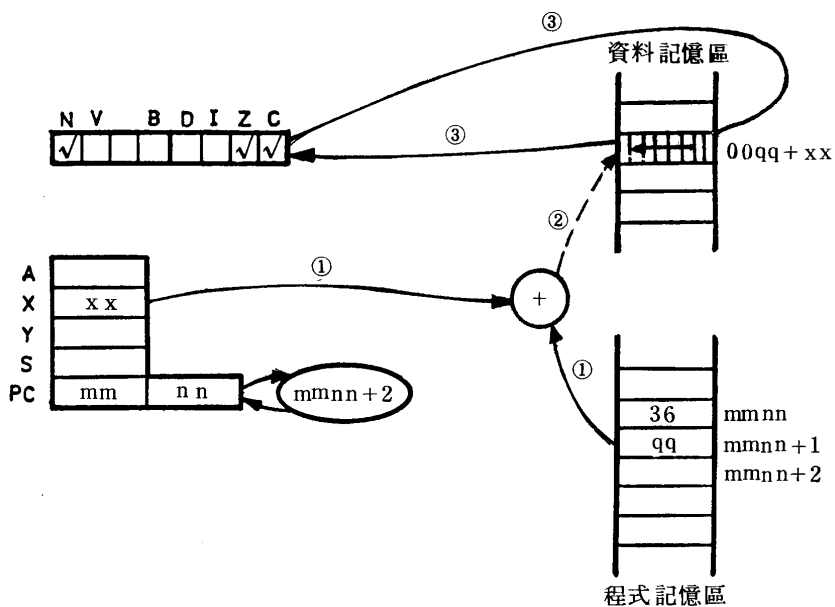 ③
資料記憶區
N V B D I Z C
√ √ √
③
00qq+xx
②
A
①
X xx
+
Y
S
①
PC mm nn
mmnn+2
36 mmnn
qq mmnn+1
mmnn+2
程式記憶區